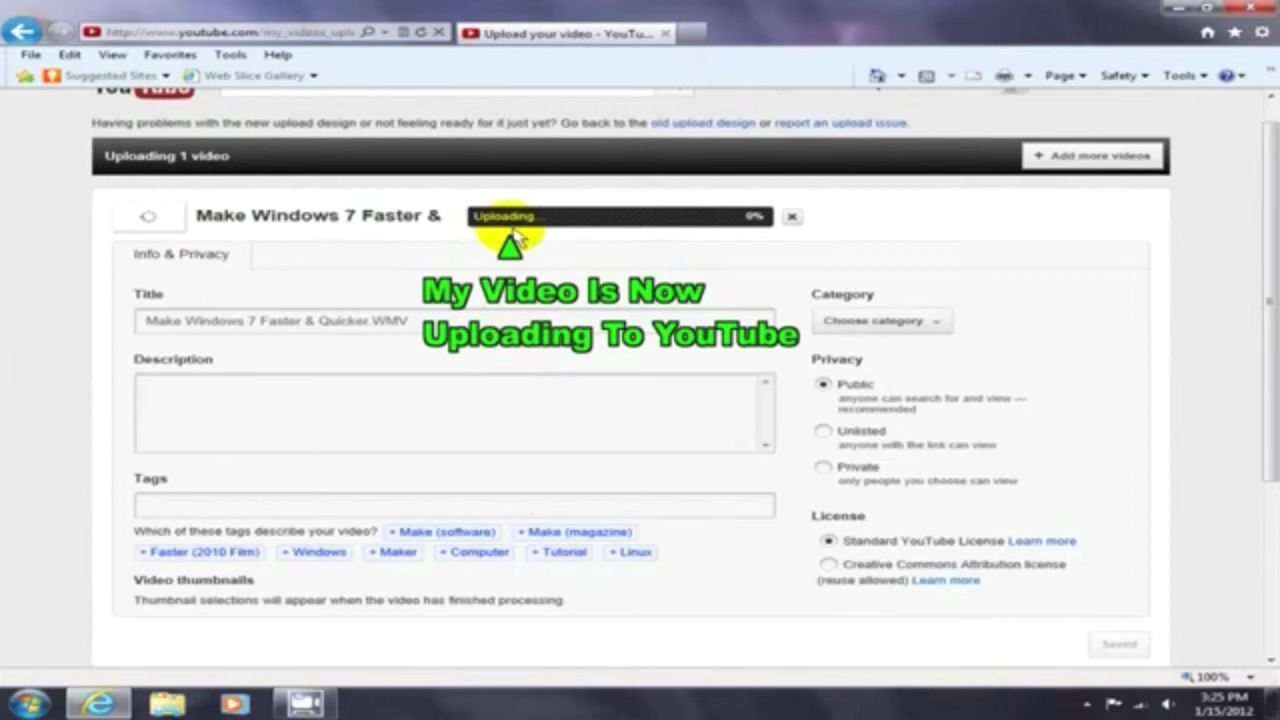 http://www.youtube.com/my_videos_uplo
Upload your video - YouTu...
File Edit View Favorites Tools Help
Suggested Sites Web Slice Gallery
Page Safety Tools
YouTube
Having problems with the new upload design or not feeling ready for it just yet? Go back to the old upload design or report an upload issue.
Uploading 1 video
+ Add more videos
Make Windows 7 Faster &
Uploading... 0%
Info & Privacy
My Video Is Now
Uploading To YouTube
Title
Make Windows 7 Faster & Quicker.WMV
Description
Tags
Which of these tags describe your video? + Make (software) + Make (magazine)
+ Faster (2010 Film) + Windows + Maker + Computer + Tutorial + Linux
Video thumbnails
Thumbnail selections will appear when the video has finished processing.
Category
Choose category
Privacy
Public
anyone can search for and view —
recommended
Unlisted
anyone with the link can view
Private
only people you choose can view
License
Standard YouTube License Learn more
Creative Commons Attribution license
(reuse allowed) Learn more
Saved
100%
3:25 PM
1/15/2012